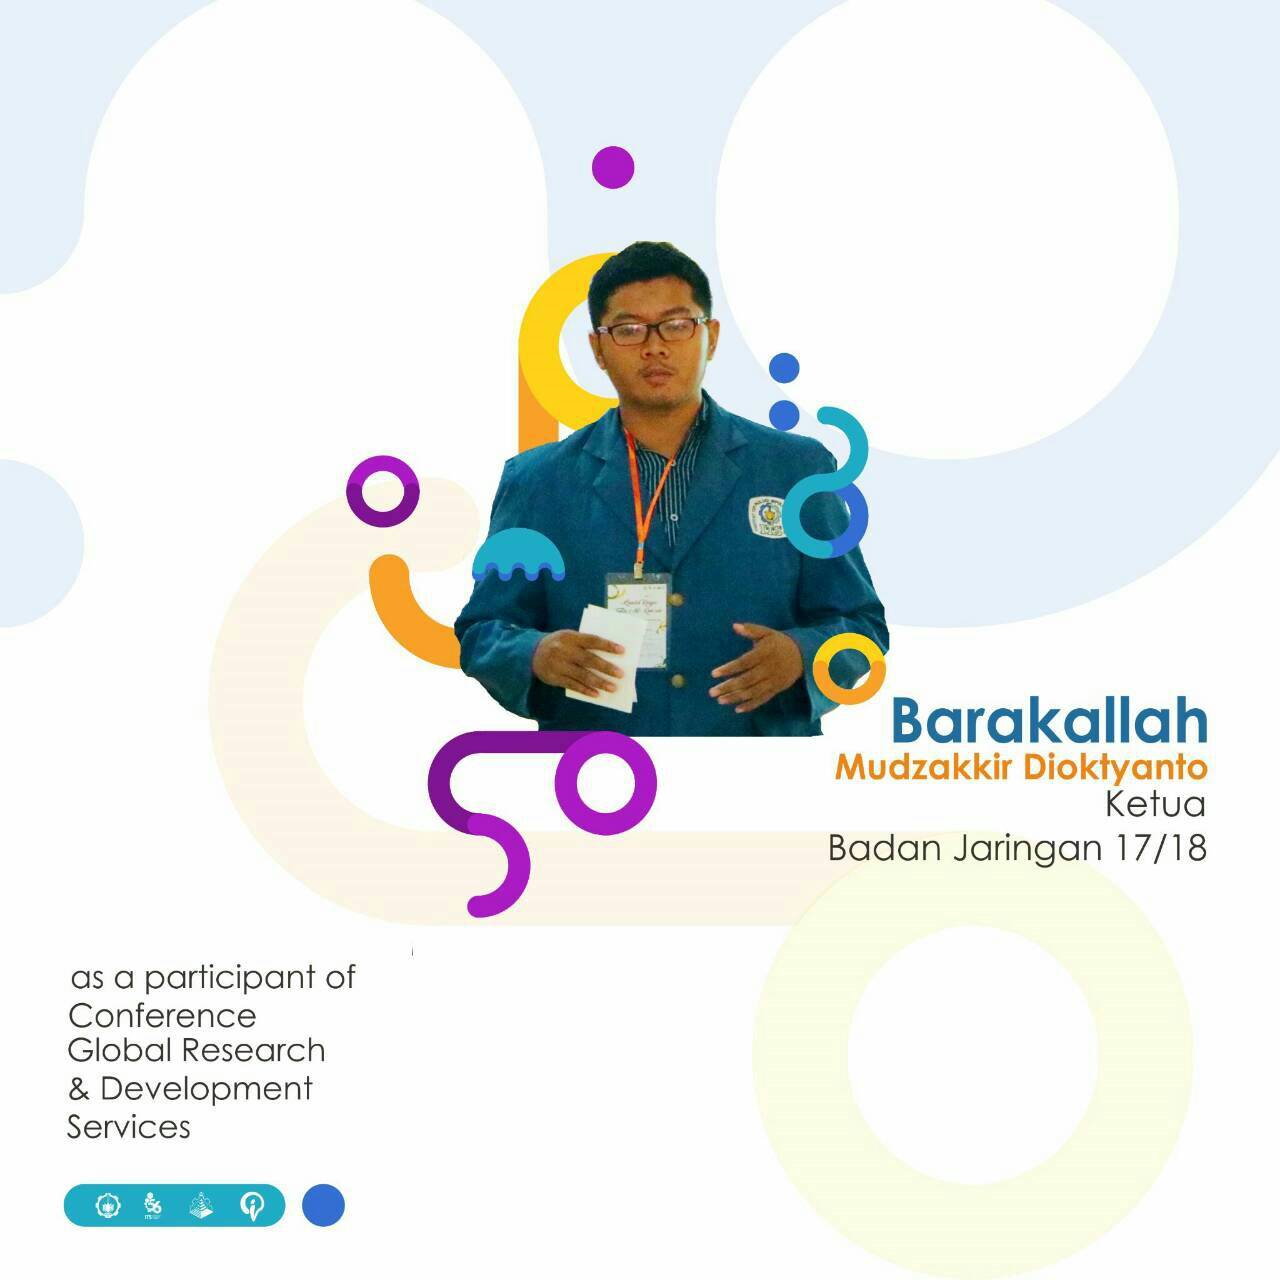 Barakallah
Mudzakkir Dioktyanto
Ketua
Badan Jaringan 17/18
as a participant of
Conference
Global Research
& Development
Services